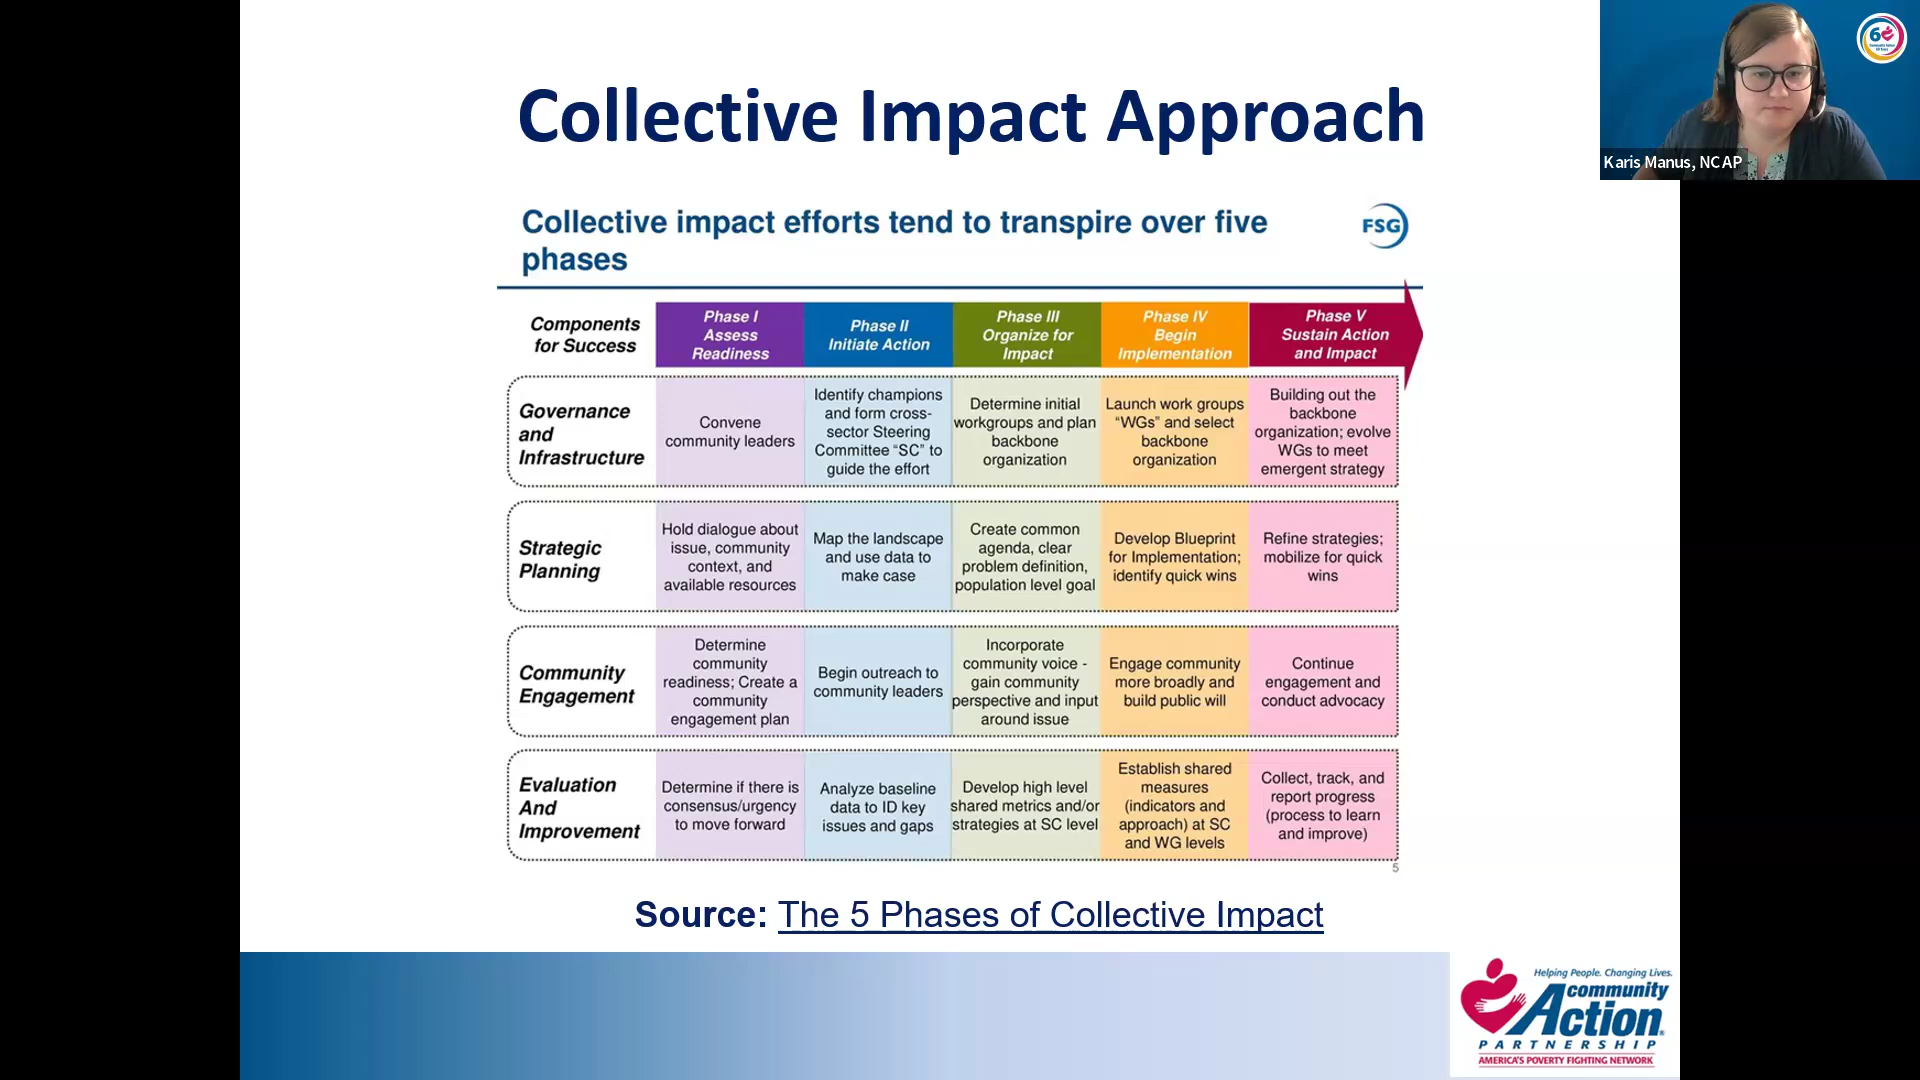 Collective Impact Approach
Karis Manus, NCAP
60
Collective impact efforts tend to transpire over five
phases
FSG
Components
for Success
Phase I
Assess
Readiness
Phase II
Initiate Action
Phase III
Organize for
Impact
Phase IV
Begin
Implementation
Phase V
Sustain Action
and Impact
Governance
and
Infrastructure
Convene
community leaders
Identify champions
and form cross-
sector Steering
Committee “SC” to
guide the effort
Determine initial
workgroups and plan
backbone
organization
Launch work groups
“WGs” and select
backbone
organization
Building out the
backbone
organization; evolve
WGs to meet
emergent strategy
Strategic
Planning
Hold dialogue about
issue, community
context, and
available resources
Map the landscape
and use data to
make case
Create common
agenda, clear
problem definition,
population level goal
Develop Blueprint
for Implementation;
identify quick wins
Refine strategies;
mobilize for quick
wins
Community
Engagement
Determine
community
readiness; Create a
community
engagement plan
Begin outreach to
community leaders
Incorporate
community voice -
gain community
perspective and input
around issue
Engage community
more broadly and
build public will
Continue
engagement and
conduct advocacy
Evaluation
And
Improvement
Determine if there is
consensus/urgency
to move forward
Analyze baseline
data to ID key
issues and gaps
Develop high level
shared metrics and/or
strategies at SC level
Establish shared
measures
(indicators and
approach) at SC
and WG levels
Collect, track, and
report progress
(process to learn
and improve)
5
Source: The 5 Phases of Collective Impact
Helping People. Changing Lives.
community
Action
PARTNERSHIP
AMERICA'S POVERTY FIGHTING NETWORK